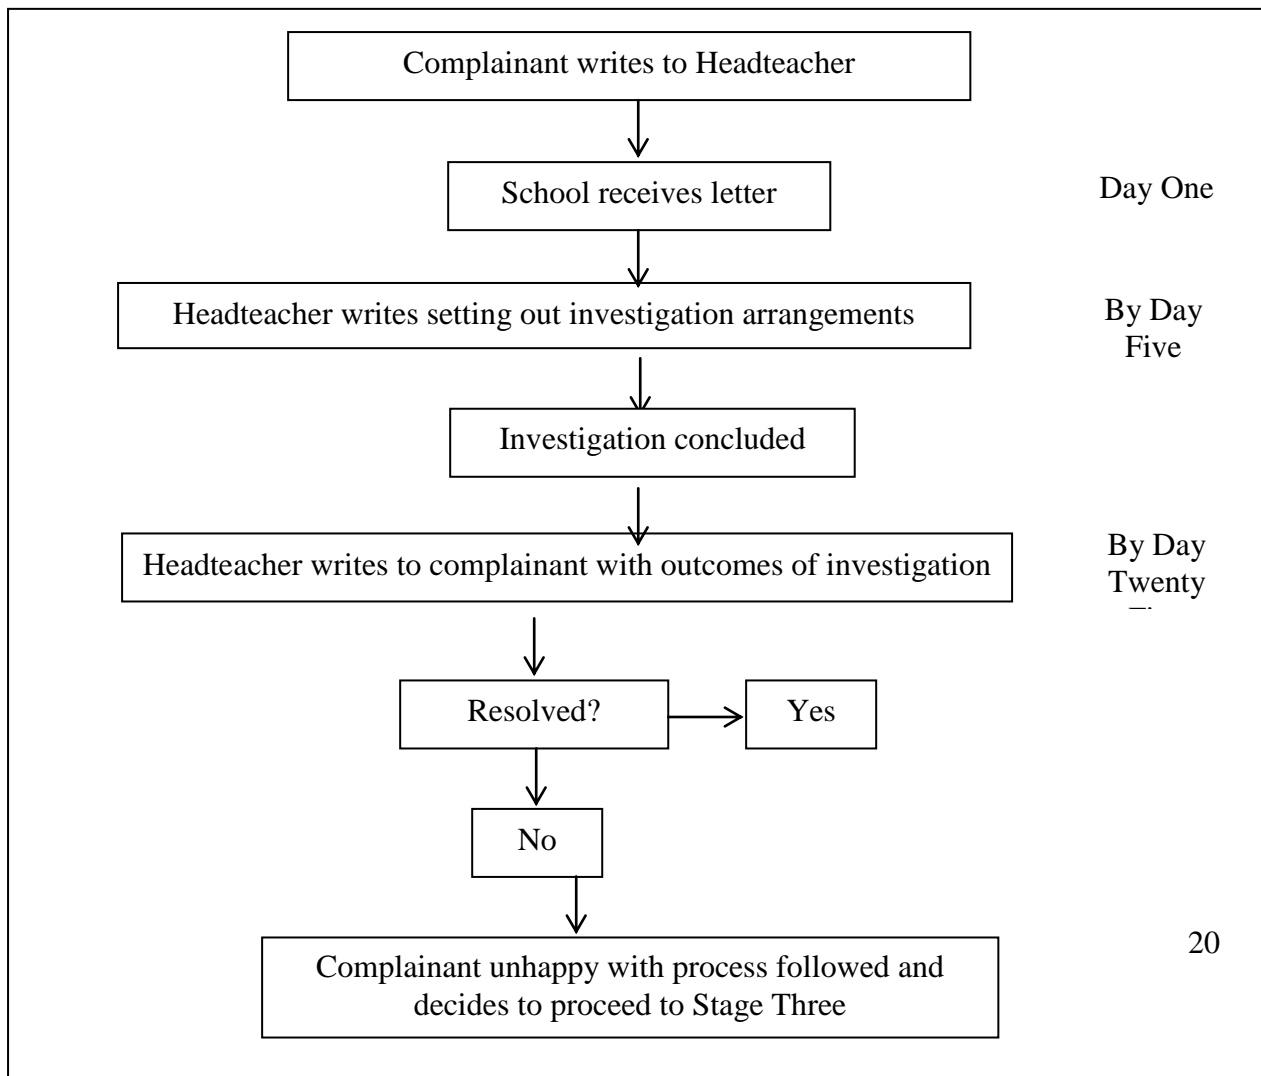 Complainant writes to Headteacher
School receives letter
Day One
Headteacher writes setting out investigation arrangements
By Day
Five
Investigation concluded
Headteacher writes to complainant with outcomes of investigation
By Day
Twenty
Resolved?
Yes
No
Complainant unhappy with process followed and
decides to proceed to Stage Three
20